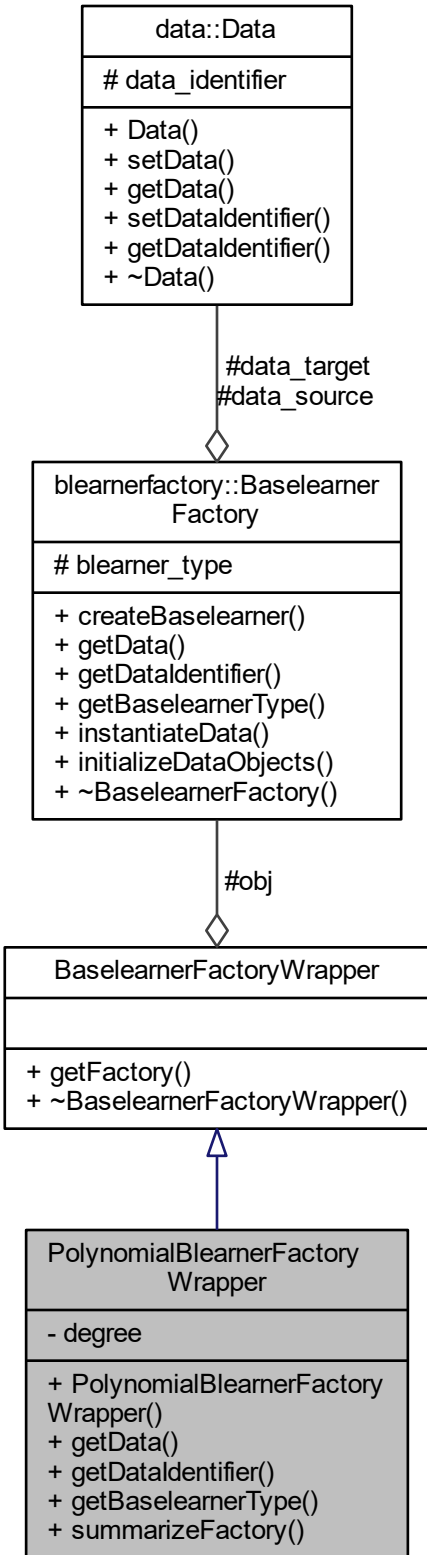 data::Data
# data_identifier
+ Data()
+ setData()
+ getData()
+ setDataIdentifier()
+ getDataIdentifier()
+ ~Data()
#data_target
#data_source
blearnerfactory::Baselearner
Factory
# blearner_type
+ createBaselearner()
+ getData()
+ getDataIdentifier()
+ getBaselearnerType()
+ instantiateData()
+ initializeDataObjects()
+ ~BaselearnerFactory()
#obj
BaselearnerFactoryWrapper
+ getFactory()
+ ~BaselearnerFactoryWrapper()
PolynomialBlearnerFactory
Wrapper
- degree
+ PolynomialBlearnerFactory
Wrapper()
+ getData()
+ getDataIdentifier()
+ getBaselearnerType()
+ summarizeFactory()